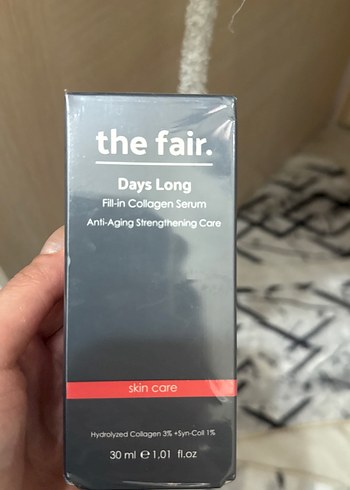 the fair.
Days Long
Fill-in Collagen Serum
Anti-Aging Strengthening Care
skin care
Hydrolyzed Collagen 3% +Syn-Coll 1%
30 ml ℮ 1,01 fl.oz